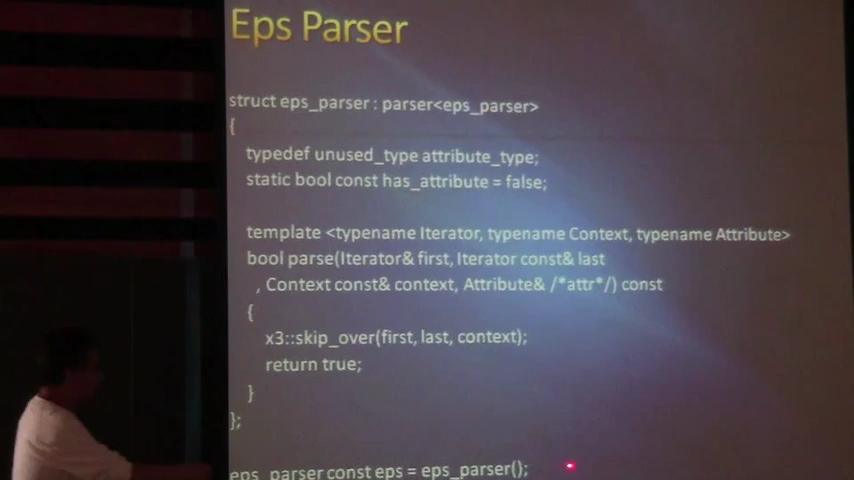 Eps Parser
struct eps_parser : parser<eps_parser>
{
typedef unused_type attribute_type;
static bool const has_attribute = false;
template <typename Iterator, typename Context, typename Attribute>
bool parse(Iterator& first, Iterator const& last
, Context const& context, Attribute& /*attr*/) const
{
x3::skip_over(first, last, context);
return true;
}
};
eps_parser const eps = eps_parser();